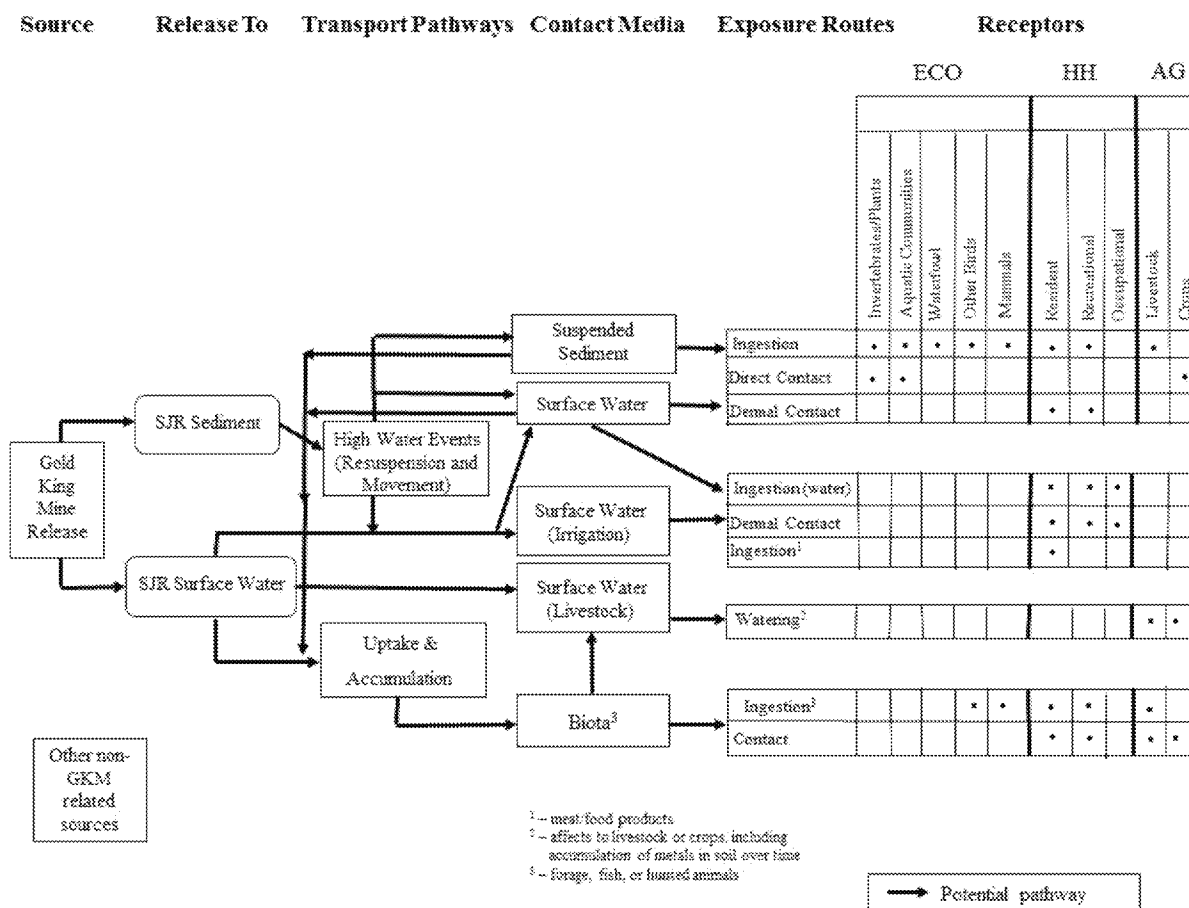 Source Release To Transport Pathways Contact Media Exposure Routes Receptors
ECO HH AG
Invertebrates/Plants
Aquatic Communities
Waterfowl
Other Birds
Mammals
Resident
Recreational
Occupational
Livestock
Crops
Gold
King
Mine
Release
Other non-
GKM
related
sources
SJR Sediment
SJR Surface Water
High Water Events
(Resuspension and
Movement)
Uptake &
Accumulation
Suspended
Sediment
Surface Water
Surface Water
(Irrigation)
Surface Water
(Livestock)
Biota³
Ingestion
Direct Contact
Dermal Contact
Ingestion (water)
Dermal Contact
Ingestion¹
Watering²
Ingestion³
Contact
¹ – meat/food products
² – affects to livestock or crops, including
accumulation of metals in soil over time
³ – forage, fish, or hunted animals
Potential pathway